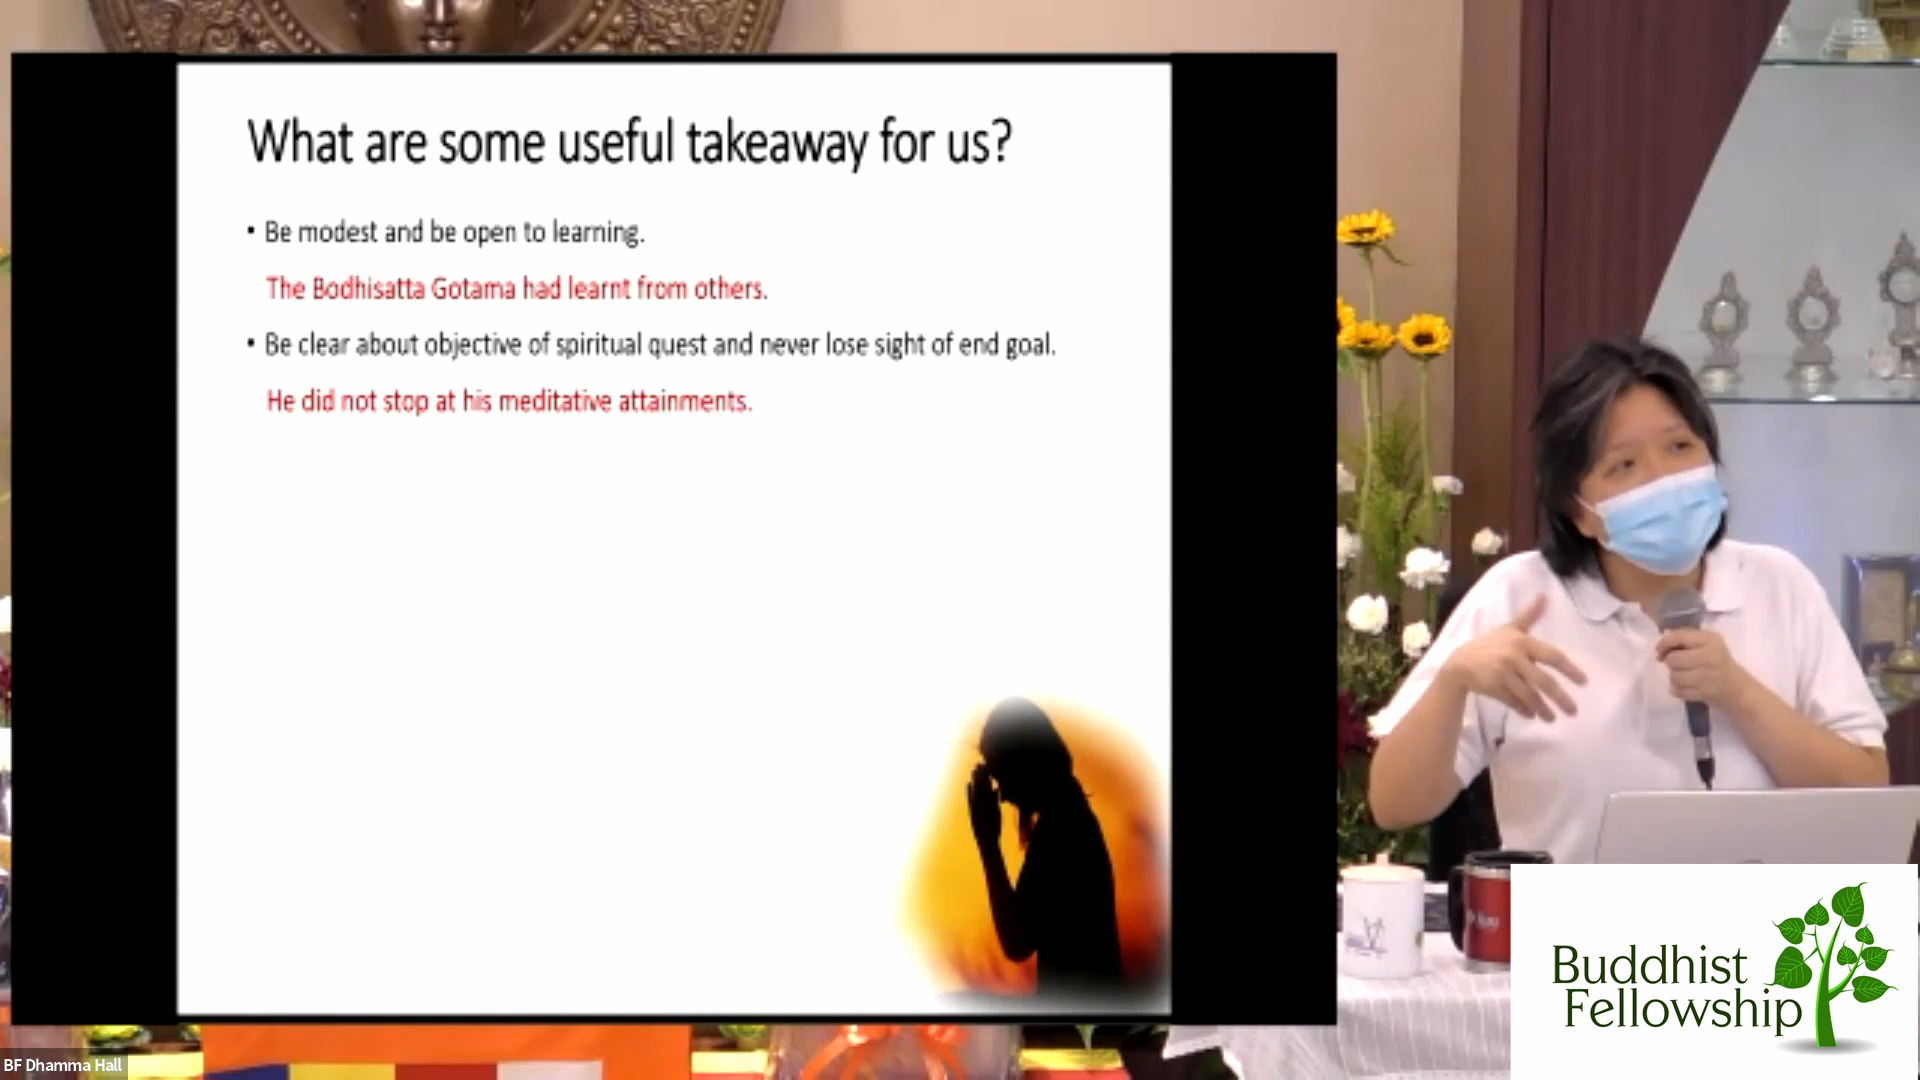 What are some useful takeaway for us?
• Be modest and be open to learning.
The Bodhisatta Gotama had learnt from others.
• Be clear about objective of spiritual quest and never lose sight of end goal.
He did not stop at his meditative attainments.
Buddhist
Fellowship
BF Dhamma Hall